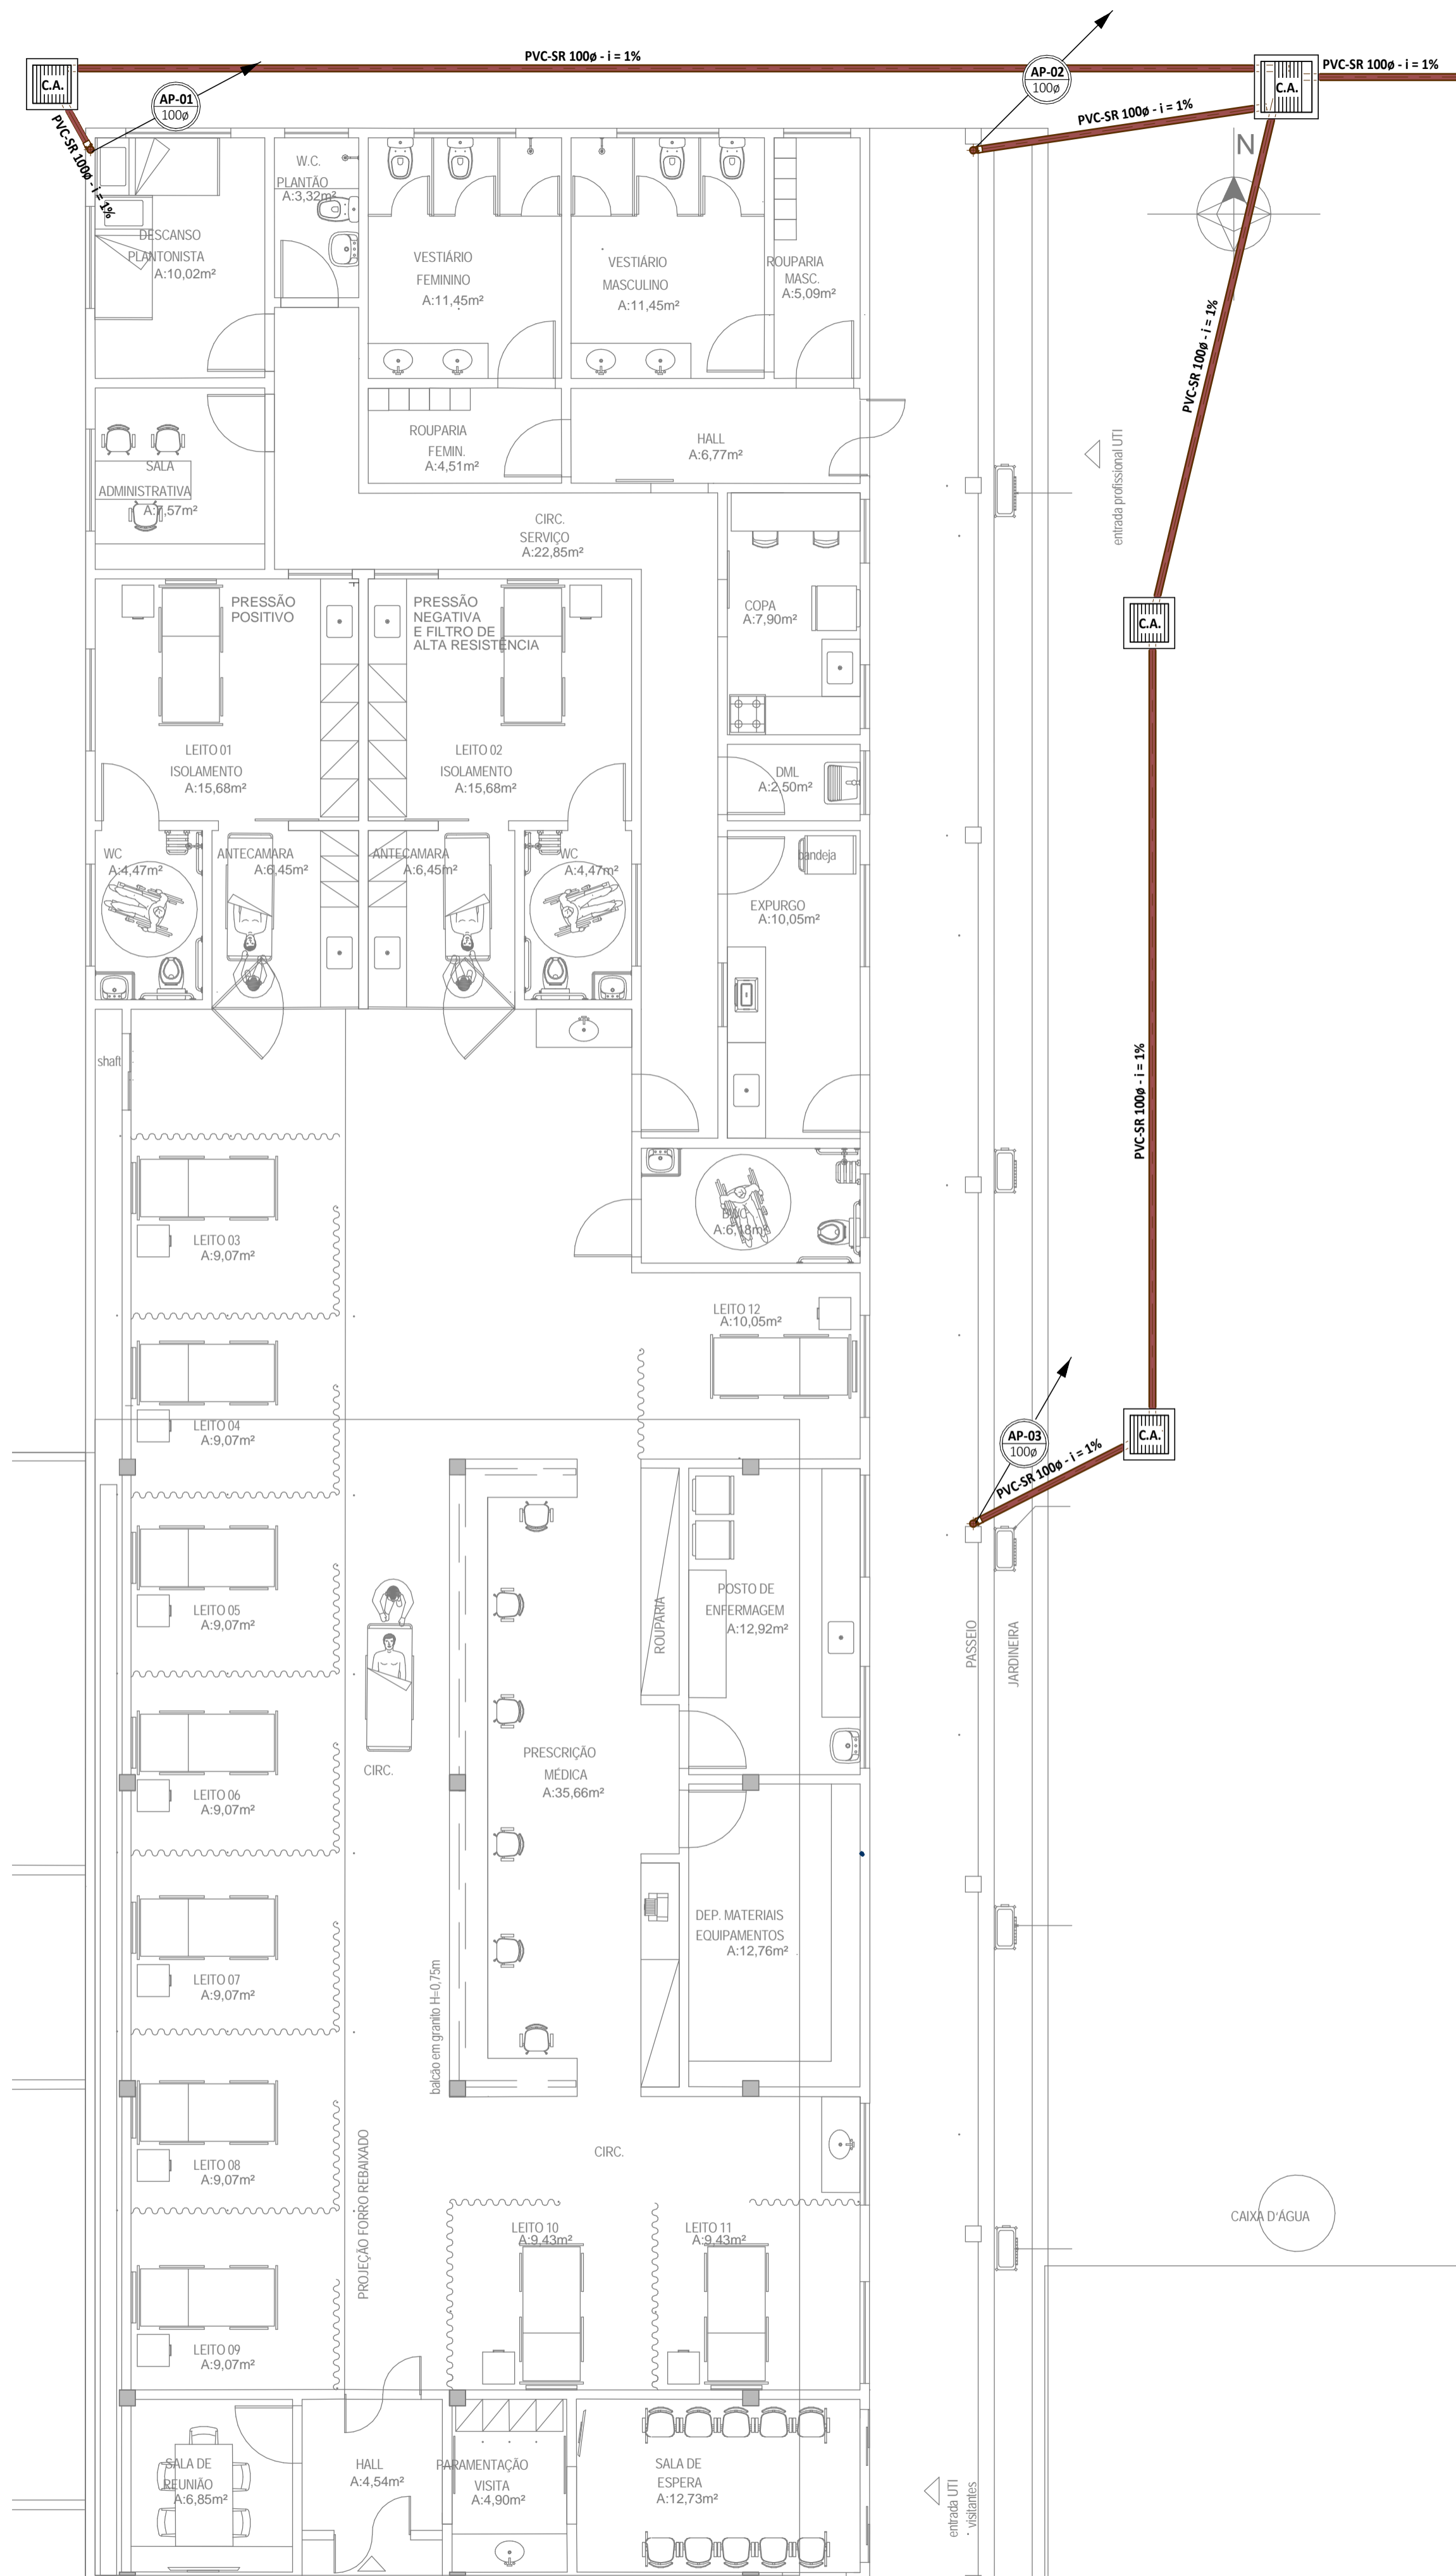 PVC-SR 100ø - i = 1%
C.A.
AP-01
100ø
AP-02
100ø
C.A.
PVC-SR 100ø - i = 1%
PVC-SR 100ø - i = 1%
PVC-SR 100ø - i = 1%
N
W.C.
PLANTÃO
A:3,32m²
DESCANSO
PLANTONISTA
A:10,02m²
VESTIÁRIO
FEMININO
A:11,45m²
VESTIÁRIO
MASCULINO
A:11,45m²
ROUPARIA
MASC.
A:5,09m²
PVC-SR 100ø - i = 1%
ROUPARIA
FEMIN.
A:4,51m²
HALL
A:6,77m²
entrada profissional UTI
SALA
ADMINISTRATIVA
A:7,57m²
CIRC.
SERVIÇO
A:22,85m²
PRESSÃO
POSITIVO
PRESSÃO
NEGATIVA
E FILTRO DE
ALTA RESISTÊNCIA
COPA
A:7,90m²
C.A.
LEITO 01
ISOLAMENTO
A:15,68m²
LEITO 02
ISOLAMENTO
A:15,68m²
DML
A:2,50m²
WC
A:4,47m²
ANTECAMARA
A:6,45m²
ANTECAMARA
A:6,45m²
WC
A:4,47m²
bandeja
EXPURGO
A:10,05m²
shaft
PVC-SR 100ø - i = 1%
A:6,18m²
LEITO 03
A:9,07m²
LEITO 12
A:10,05m²
LEITO 04
A:9,07m²
AP-03
100ø
C.A.
PVC-SR 100ø - i = 1%
LEITO 05
A:9,07m²
ROUPARIA
POSTO DE
ENFERMAGEM
A:12,92m²
PASSEIO
JARDINEIRA
LEITO 06
A:9,07m²
CIRC.
PRESCRIÇÃO
MÉDICA
A:35,66m²
DEP. MATERIAIS
EQUIPAMENTOS
A:12,76m²
LEITO 07
A:9,07m²
balcão em granito H=0,75m
LEITO 08
A:9,07m²
PROJEÇÃO FORRO REBAIXADO
CIRC.
LEITO 10
A:9,43m²
LEITO 11
A:9,43m²
CAIXA D'ÁGUA
LEITO 09
A:9,07m²
SALA DE
REUNIÃO
A:6,85m²
HALL
A:4,54m²
PARAMENTAÇÃO
VISITA
A:4,90m²
SALA DE
ESPERA
A:12,73m²
entrada UTI
visitantes